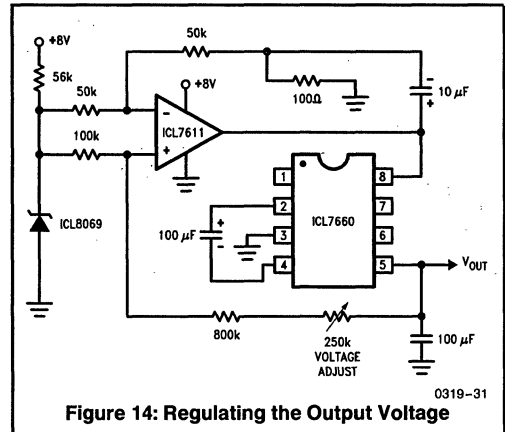 +8V
50k
56k
50k
+8V
100Ω
-
10 μF
+
-
ICL7611
+
100k
ICL8069
1
8
2
ICL7660
7
+
100 μF
-
3
6
4
5
VOUT
800k
250k
VOLTAGE
ADJUST
100 μF
0319-31
Figure 14: Regulating the Output Voltage